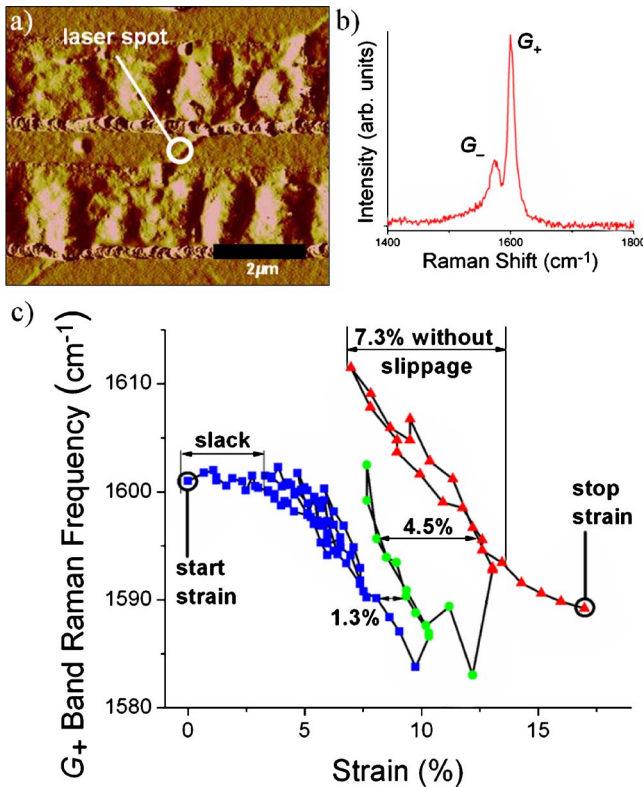 a)
laser spot
2µm
b)
Intensity (arb. units)
G+
G−
1400
1600
1800
Raman Shift (cm-1)
c)
G+ Band Raman Frequency (cm-1)
1610
1600
1590
1580
7.3% without
slippage
slack
start
strain
4.5%
1.3%
stop
strain
0
5
10
15
Strain (%)